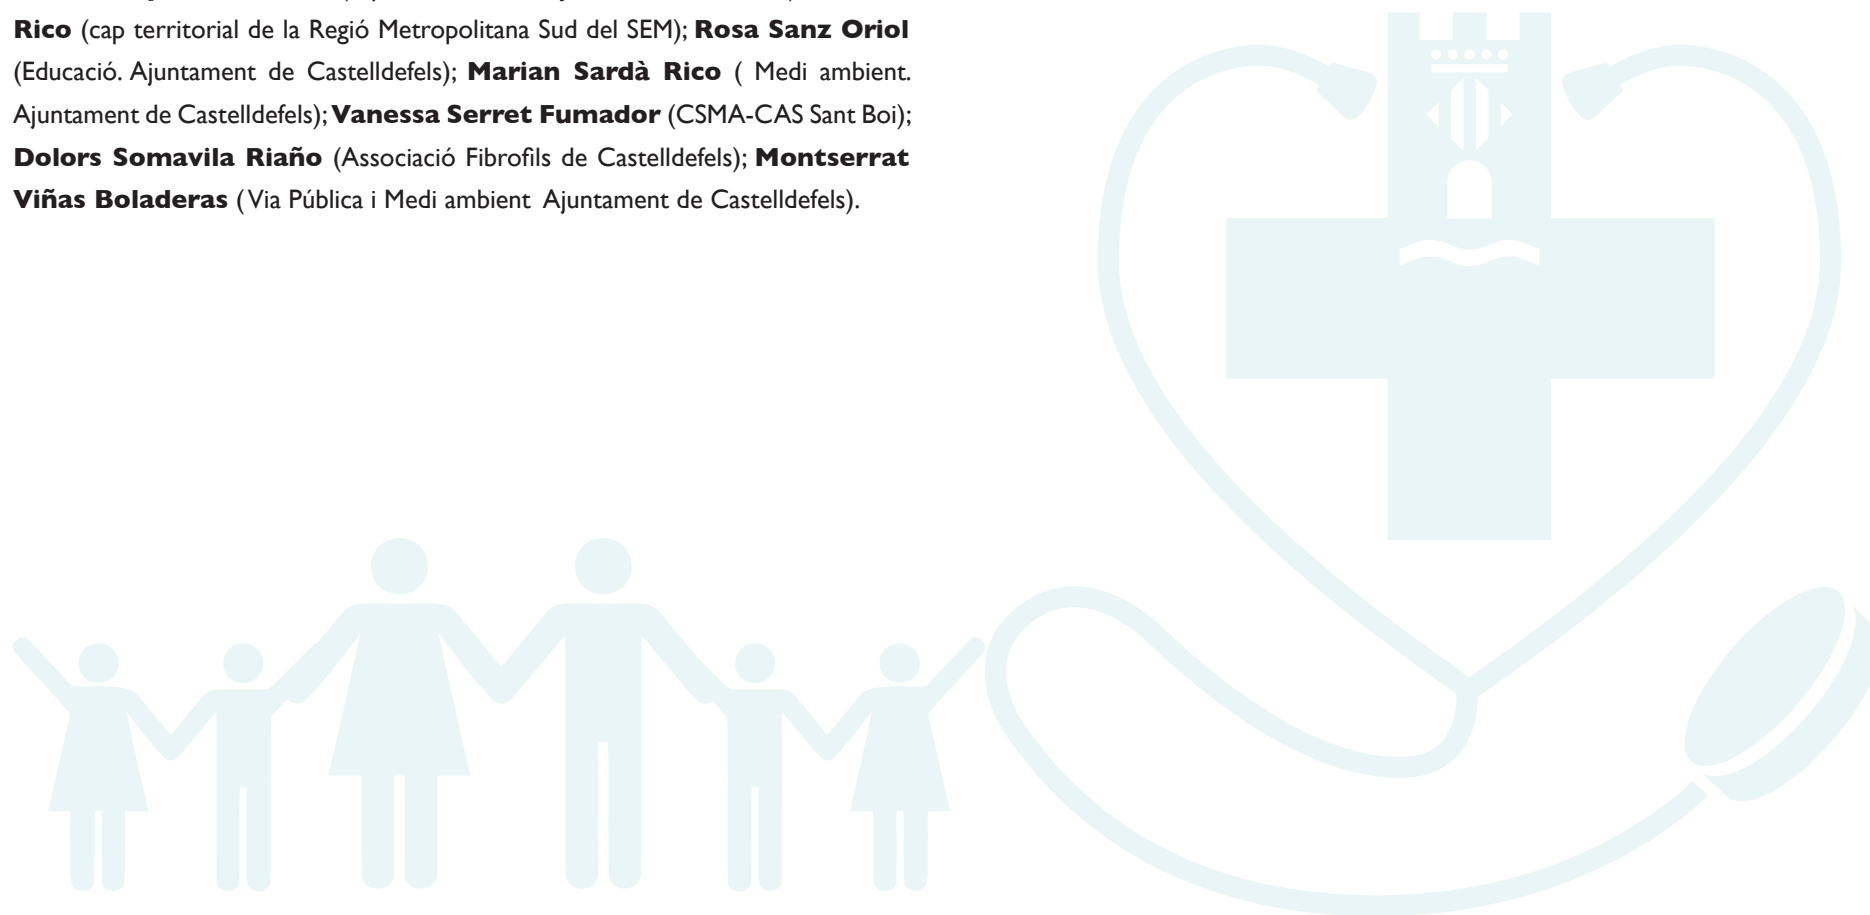 Rico (cap territorial de la Regió Metropolitana Sud del SEM); Rosa Sanz Oriol
(Educació. Ajuntament de Castelldefels); Marian Sardà Rico ( Medi ambient.
Ajuntament de Castelldefels); Vanessa Serret Fumador (CSMA-CAS Sant Boi);
Dolors Somavila Riaño (Associació Fibrofils de Castelldefels); Montserrat
Viñas Boladeras ( Via Pública i Medi ambient Ajuntament de Castelldefels).